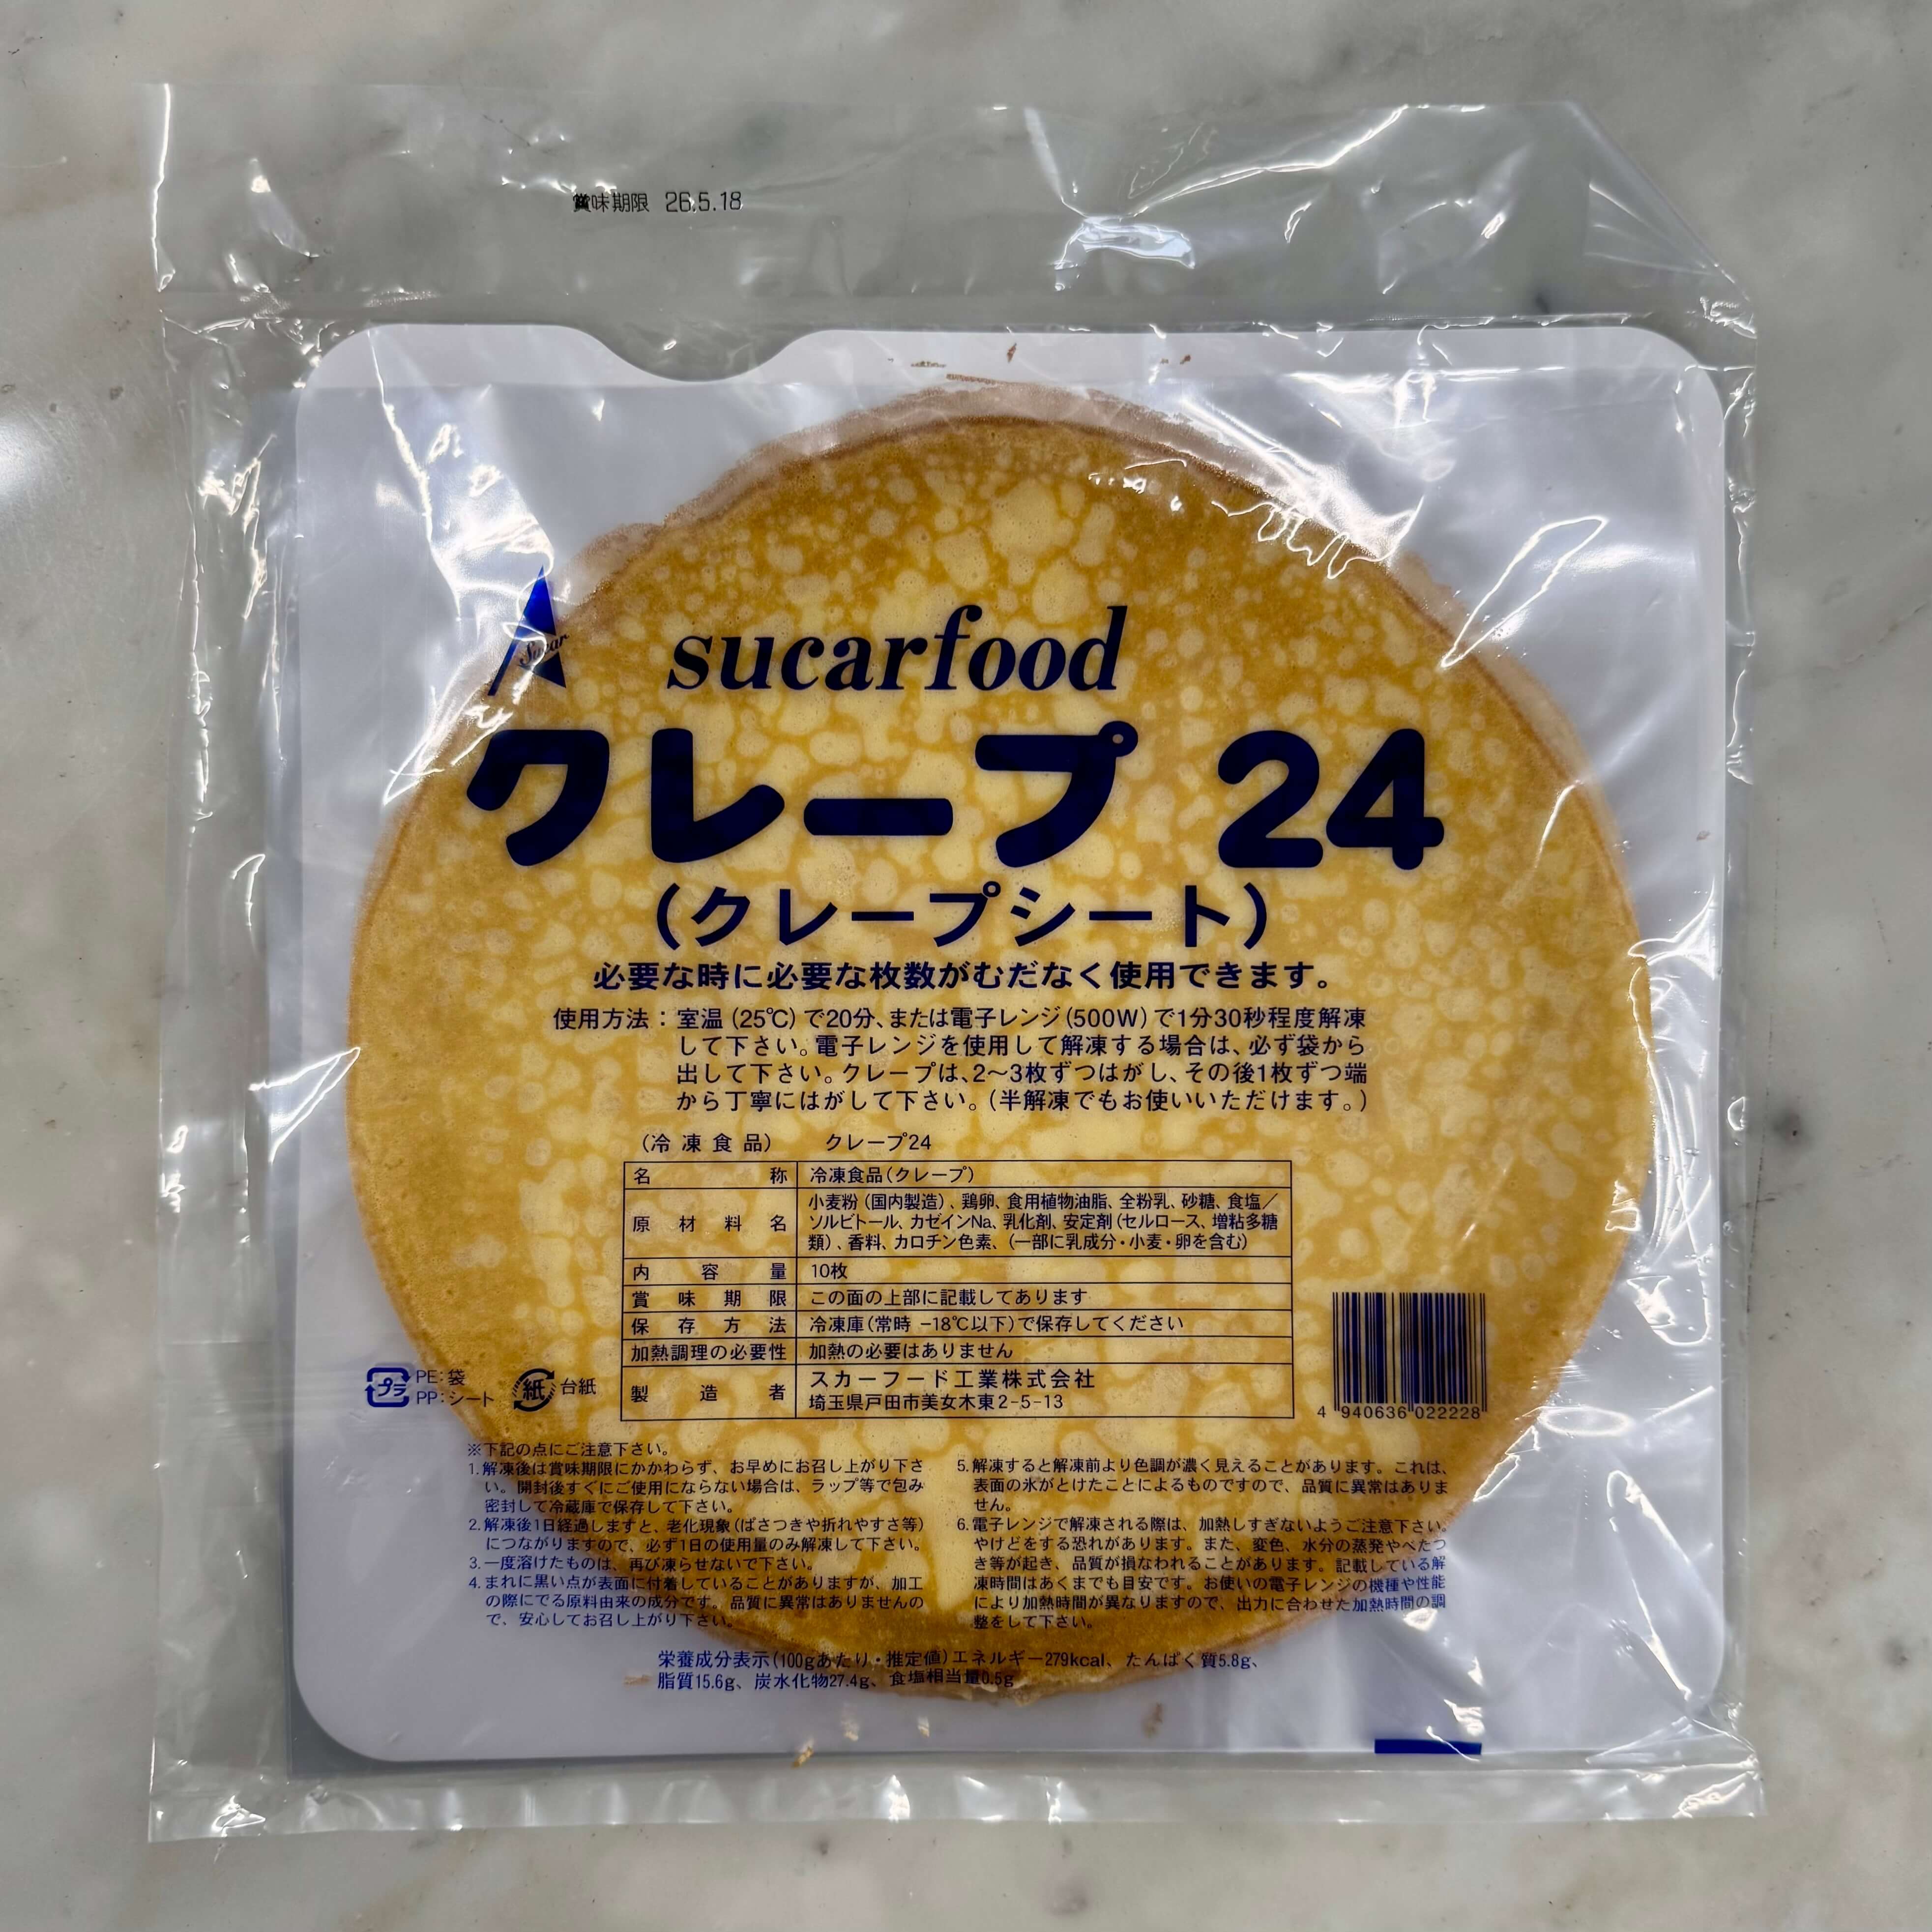 賞味期限 26.5.18
Sucar
sucarfood
クレープ 24
(クレープシート)
必要な時に必要な枚数がむだなく使用できます。
使用方法：室温(25℃)で20分、または電子レンジ(500W)で1分30秒程度解凍
して下さい。電子レンジを使用して解凍する場合は、必ず袋から
出して下さい。クレープは、2～3枚ずつはがし、その後1枚ずつ端
から丁寧にはがして下さい。(半解凍でもお使いいただけます。)
(冷凍食品) クレープ24
名称 冷凍食品(クレープ)
原材料名 小麦粉(国内製造)、鶏卵、食用植物油脂、全粉乳、砂糖、食塩／
ソルビトール、カゼインNa、乳化剤、安定剤(セルロース、増粘多糖
類)、香料、カロチン色素、(一部に乳成分・小麦・卵を含む)
内容量 10枚
賞味期限 この面の上部に記載してあります
保存方法 冷凍庫(常時 −18℃以下)で保存してください
加熱調理の必要性 加熱の必要はありません
製造者 スカーフード工業株式会社
埼玉県戸田市美女木東2-5-13
プラ PE:袋
PP:シート
紙 台紙
4 940636 022228
※下記の点にご注意下さい。
1.解凍後は賞味期限にかかわらず、お早めにお召し上がり下さ
い。開封後すぐにご使用にならない場合は、ラップ等で包み
密封して冷蔵庫で保存して下さい。
2.解凍後1日経過しますと、老化現象(ぱさつきや折れやすさ等)
につながりますので、必ず1日の使用量のみ解凍して下さい。
3.一度溶けたものは、再び凍らせないで下さい。
4.まれに黒い点が表面に付着していることがありますが、加工
の際にでる原料由来の成分です。品質に異常はありませんの
で、安心してお召し上がり下さい。
5.解凍すると解凍前より色調が濃く見えることがあります。これは、
表面の氷がとけたことによるものですので、品質に異常はありま
せん。
6.電子レンジで解凍される際は、加熱しすぎないようご注意下さい。
やけどをする恐れがあります。また、変色、水分の蒸発やべたつ
き等が起き、品質が損なわれることがあります。記載している解
凍時間はあくまでも目安です。お使いの電子レンジの機種や性能
により加熱時間が異なりますので、出力に合わせた加熱時間の調
整をして下さい。
栄養成分表示(100gあたり・推定値)エネルギー279kcal、たんぱく質5.8g、
脂質15.6g、炭水化物27.4g、食塩相当量0.5g